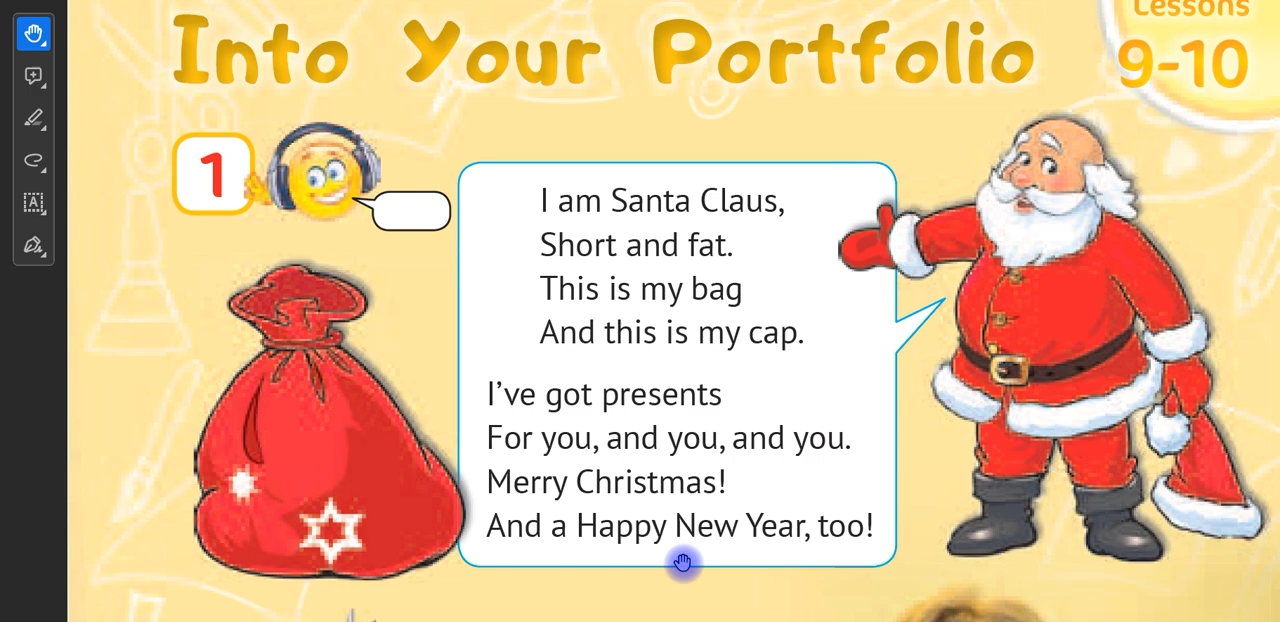 Lessons
Into Your Portfolio
9-10
1
I am Santa Claus,
Short and fat.
This is my bag
And this is my cap.
I’ve got presents
For you, and you, and you.
Merry Christmas!
And a Happy New Year, too!